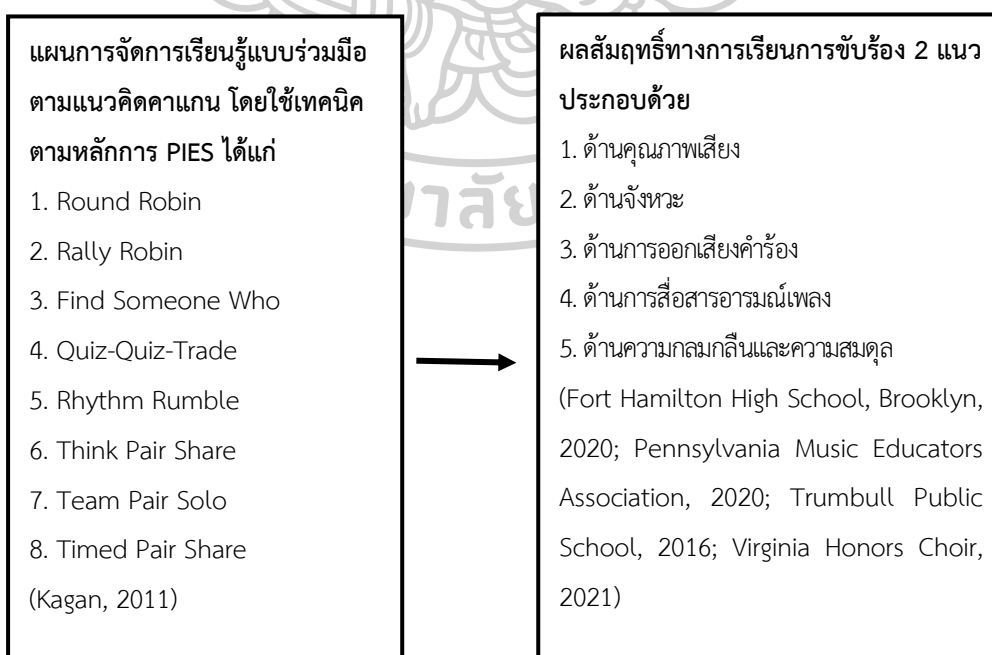 แผนการจัดการเรียนรู้แบบร่วมมือ
ตามแนวคิดคาแกน โดยใช้เทคนิค
ตามหลักการ PIES ได้แก่
1. Round Robin
2. Rally Robin
3. Find Someone Who
4. Quiz-Quiz-Trade
5. Rhythm Rumble
6. Think Pair Share
7. Team Pair Solo
8. Timed Pair Share
(Kagan, 2011)
ผลสัมฤทธิ์ทางการเรียนการขับร้อง 2 แนว
ประกอบด้วย
1. ด้านคุณภาพเสียง
2. ด้านจังหวะ
3. ด้านการออกเสียงคำร้อง
4. ด้านการสื่อสารอารมณ์เพลง
5. ด้านความกลมกลืนและความสมดุล
(Fort Hamilton High School, Brooklyn,
2020; Pennsylvania Music Educators
Association, 2020; Trumbull Public
School, 2016; Virginia Honors Choir,
2021)